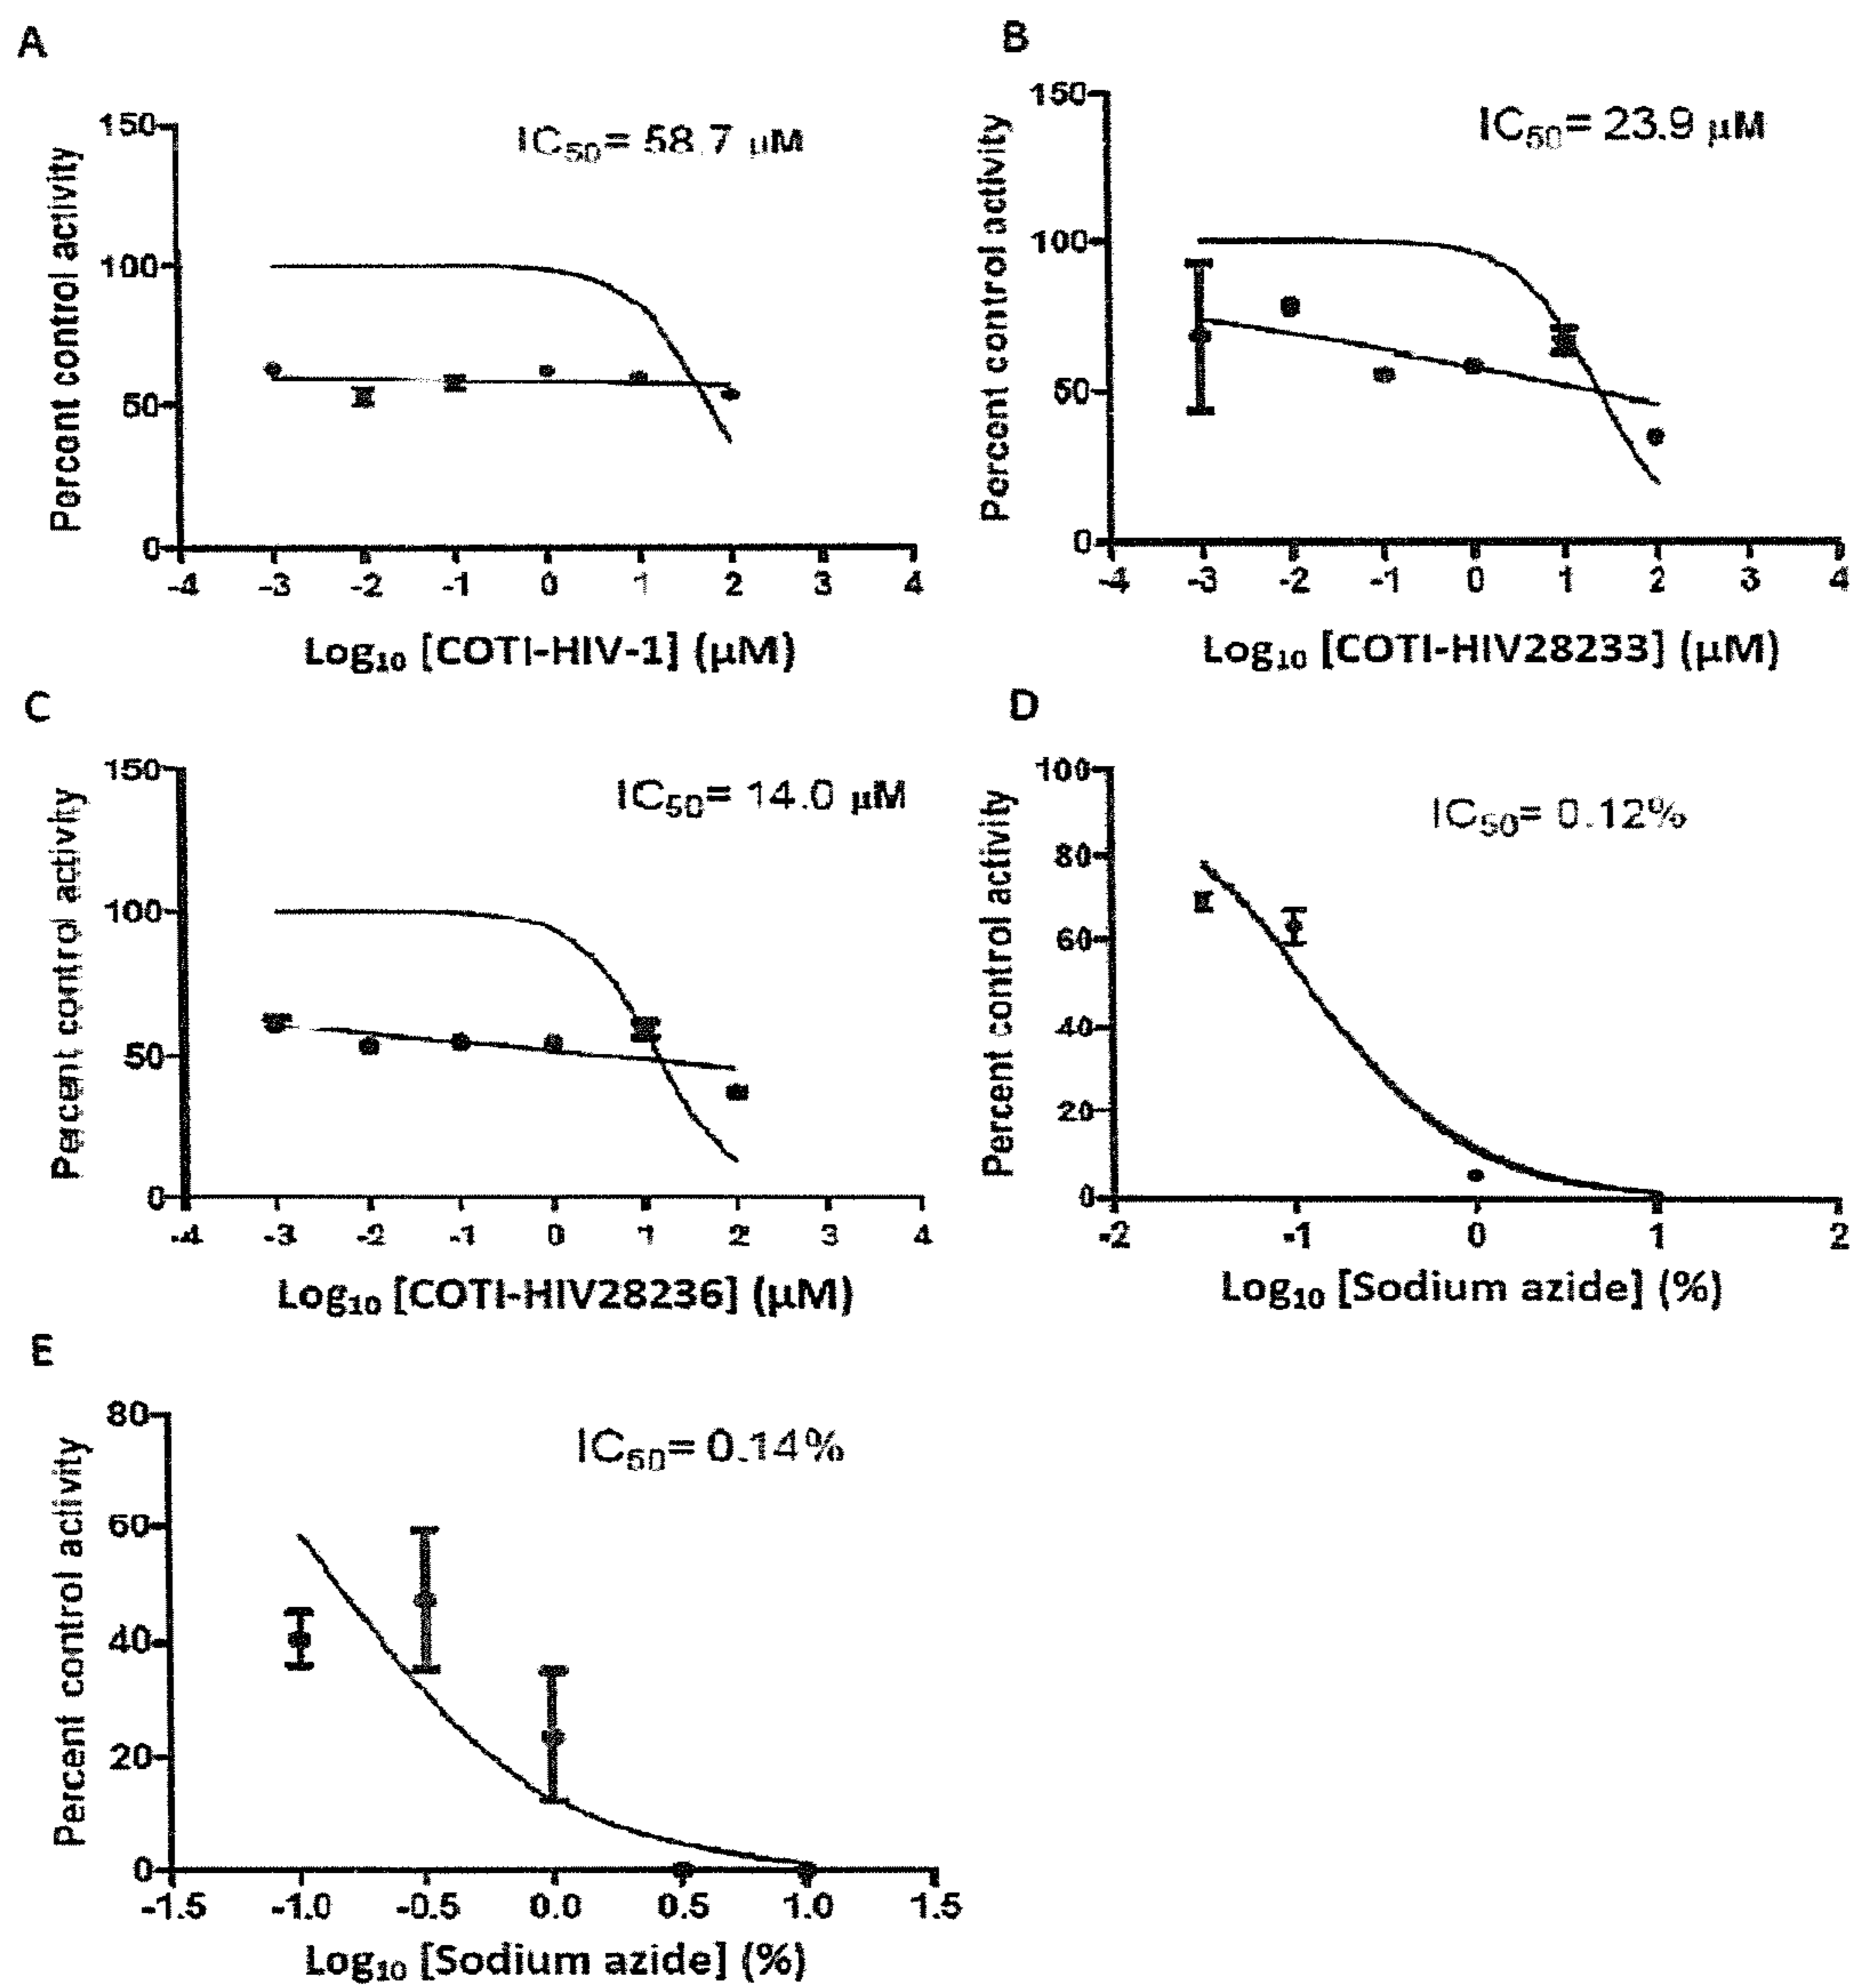 A
150
100
50
0
-4 -3 -2 -1 0 1 2 3 4
Percent control activity
IC50= 58.7 µM
Log10 [COTI-HIV-1] (µM)
B
150
100
50
0
-4 -3 -2 -1 0 1 2 3 4
Percent control activity
IC50= 23.9 µM
Log10 [COTI-HIV28233] (µM)
C
150
100
50
0
-4 -3 -2 -1 0 1 2 3 4
Percent control activity
IC50= 14.0 µM
Log10 [COTI-HIV28236] (µM)
D
100
80
60
40
20
0
-2 -1 0 1 2
Percent control activity
IC50= 0.12%
Log10 [Sodium azide] (%)
E
80
60
40
20
0
-1.5 -1.0 -0.5 0.0 0.5 1.0 1.5
Percent control activity
IC50= 0.14%
Log10 [Sodium azide] (%)